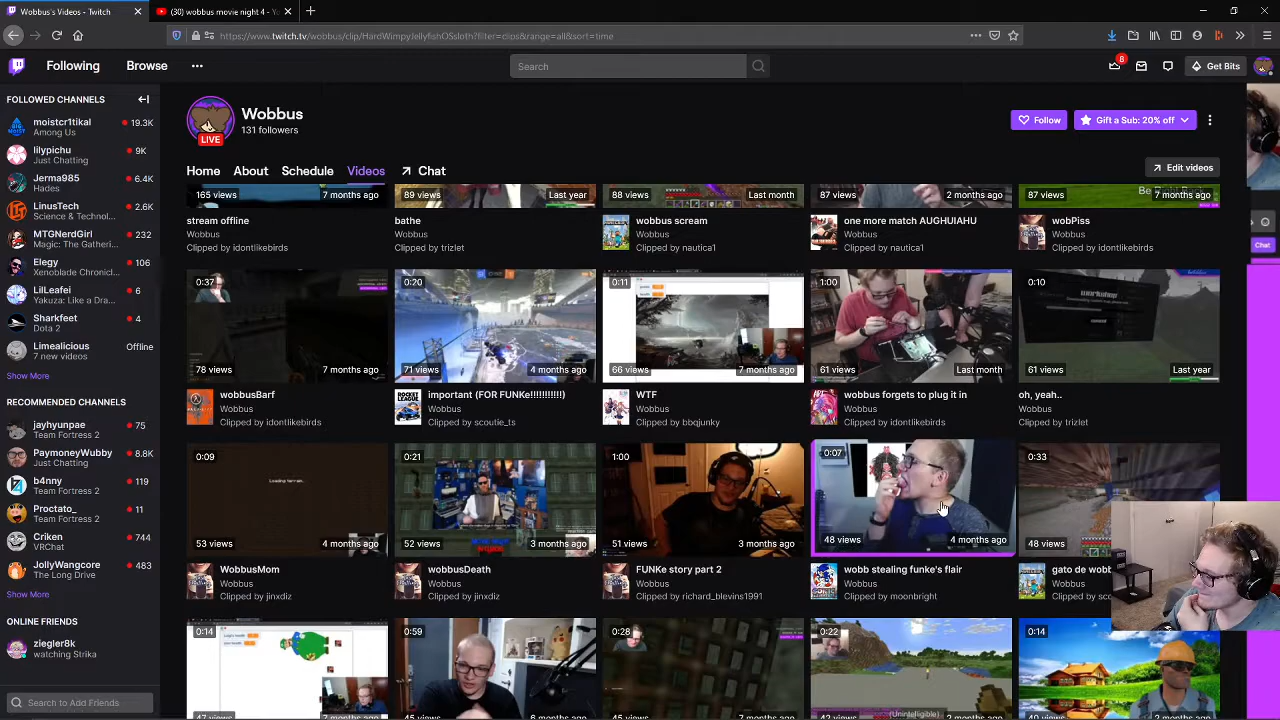 Wobbus's Videos - Twitch
(30) wobbus movie night 4 - You
https://www.twitch.tv/wobbus/clip/HardWimpyJellyfishOSsloth?filter=clips&range=all&sort=time
Following
Browse
Search
8
Get Bits
FOLLOWED CHANNELS
moistcr1tikal
Among Us
19.3K
lilypichu
Just Chatting
9K
Jerma985
Hades
6.4K
LinusTech
Science & Technol...
2.6K
MTGNerdGirl
Magic: The Gatheri...
232
Elegy
Xenoblade Chronicl...
106
LilLeafer
Yakuza: Like a Dra...
6
Sharkfeet
Dota 2
4
Limealicious
7 new videos
Offline
Show More
RECOMMENDED CHANNELS
jayhyunpae
Team Fortress 2
75
PaymoneyWubby
Just Chatting
b4nny
Team Fortress 2
119
Proctato_
Team Fortress 2
Criken
VRChat
JollyWangcore
The Long Drive
483
Show More
ONLINE FRIENDS
ziegler8k
watching Strika
Search to Add Friends
Wobbus
131 followers
LIVE
Follow
Gift a Sub: 20% off
Home
About
Schedule
Videos
Chat
Edit videos
Chat
165 views
7 months ago
89 views
Last year
88 views
Last month
87 views
2 months ago
87 views
7 months ago
stream offline
Wobbus
Clipped by idontlikebirds
bathe
Wobbus
Clipped by trizlet
wobbus scream
Wobbus
Clipped by nautica1
one more match AUGHUIAHU
Wobbus
Clipped by nautica1
wobPiss
Wobbus
Clipped by idontlikebirds
0:37
78 views
7 months ago
0:20
71 views
4 months ago
0:11
66 views
7 months ago
1:00
61 views
Last month
0:10
61 views
Last year
wobbusBarf
Wobbus
Clipped by idontlikebirds
important (FOR FUNKe!!!!!!!!!!!)
Wobbus
Clipped by scoutie_ts
WTF
Wobbus
Clipped by bbqjunky
wobbus forgets to plug it in
Wobbus
Clipped by idontlikebirds
oh, yeah..
Wobbus
Clipped by trizlet
0:09
Loading terrain...
53 views
4 months ago
0:21
52 views
3 months ago
1:00
51 views
3 months ago
0:07
48 views
4 months ago
0:33
48 views
WobbusMom
Wobbus
Clipped by jinxdiz
wobbusDeath
Wobbus
Clipped by jinxdiz
FUNKe story part 2
Wobbus
Clipped by richard_blevins1991
wobb stealing funke's flair
Wobbus
Clipped by moonbright
gato de wobb
Wobbus
0:14
0:59
0:28
0:22
0:14
(Unintelligible)